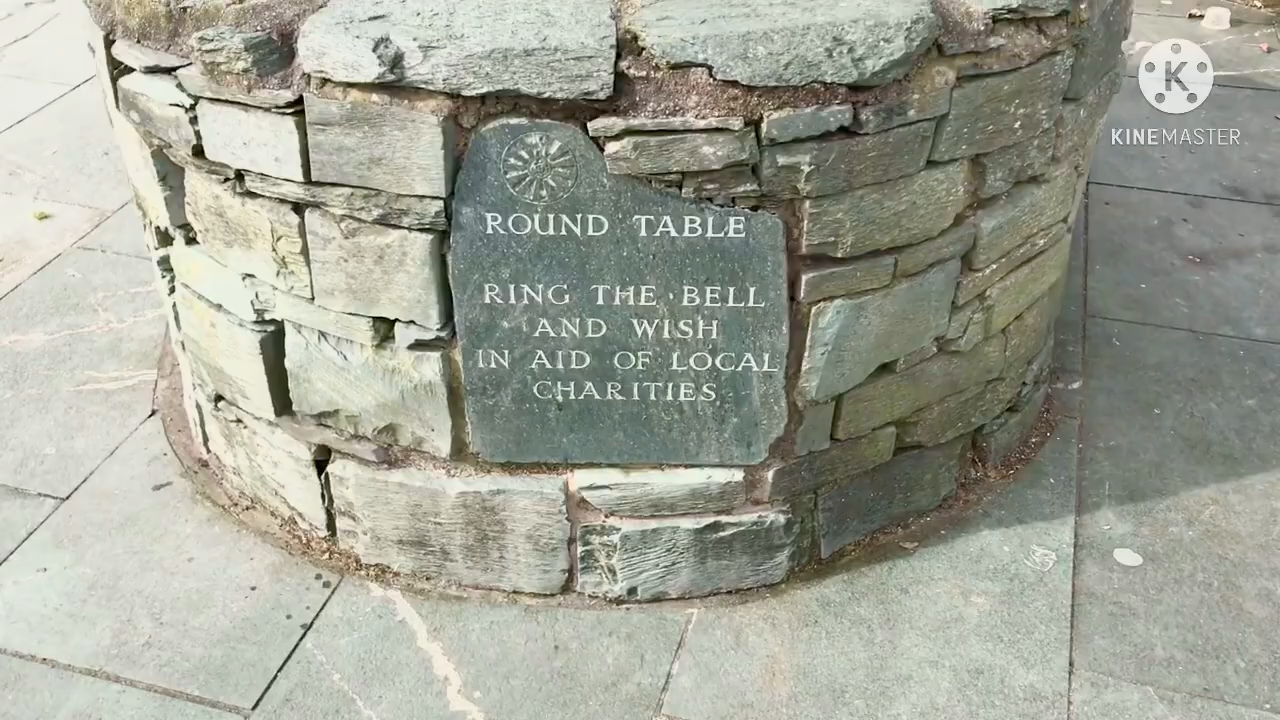 K
KINEMASTER
ROUND TABLE
RING THE BELL
AND WISH
IN AID OF LOCAL
CHARITIES